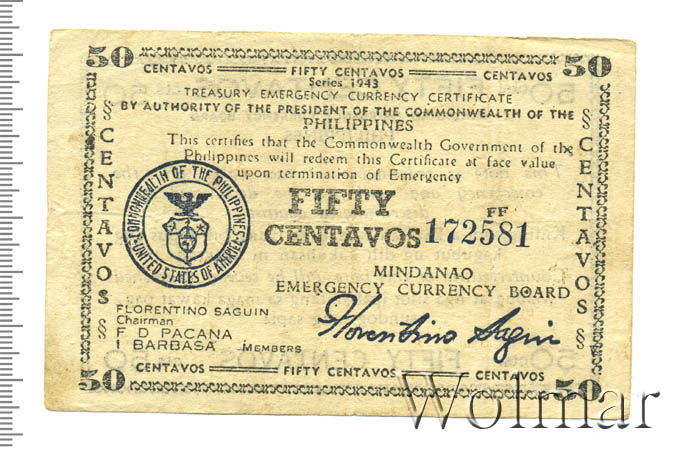 50 50
CENTAVOS FIFTY CENTAVOS CENTAVOS
Series 1943
TREASURY EMERGENCY CURRENCY CERTIFICATE
BY AUTHORITY OF THE PRESIDENT OF THE COMMONWEALTH OF THE
PHILIPPINES
This certifies that the Commonwealth Government of the
Philippines will redeem this Certificate at face value
upon termination of Emergency
§ CENTAVOS §
§ CENTAVOS §
COMMONWEALTH OF THE PHILIPPINES
UNITED STATES OF AMERICA
FIFTY
CENTAVOS
FF
172581
MINDANAO
EMERGENCY CURRENCY BOARD
FLORENTINO SAGUIN
Chairman
F D PACANA
I BARBASA MEMBERS
Florentino Saguin
50 50
CENTAVOS FIFTY CENTAVOS CENTAVOS
Wolmar